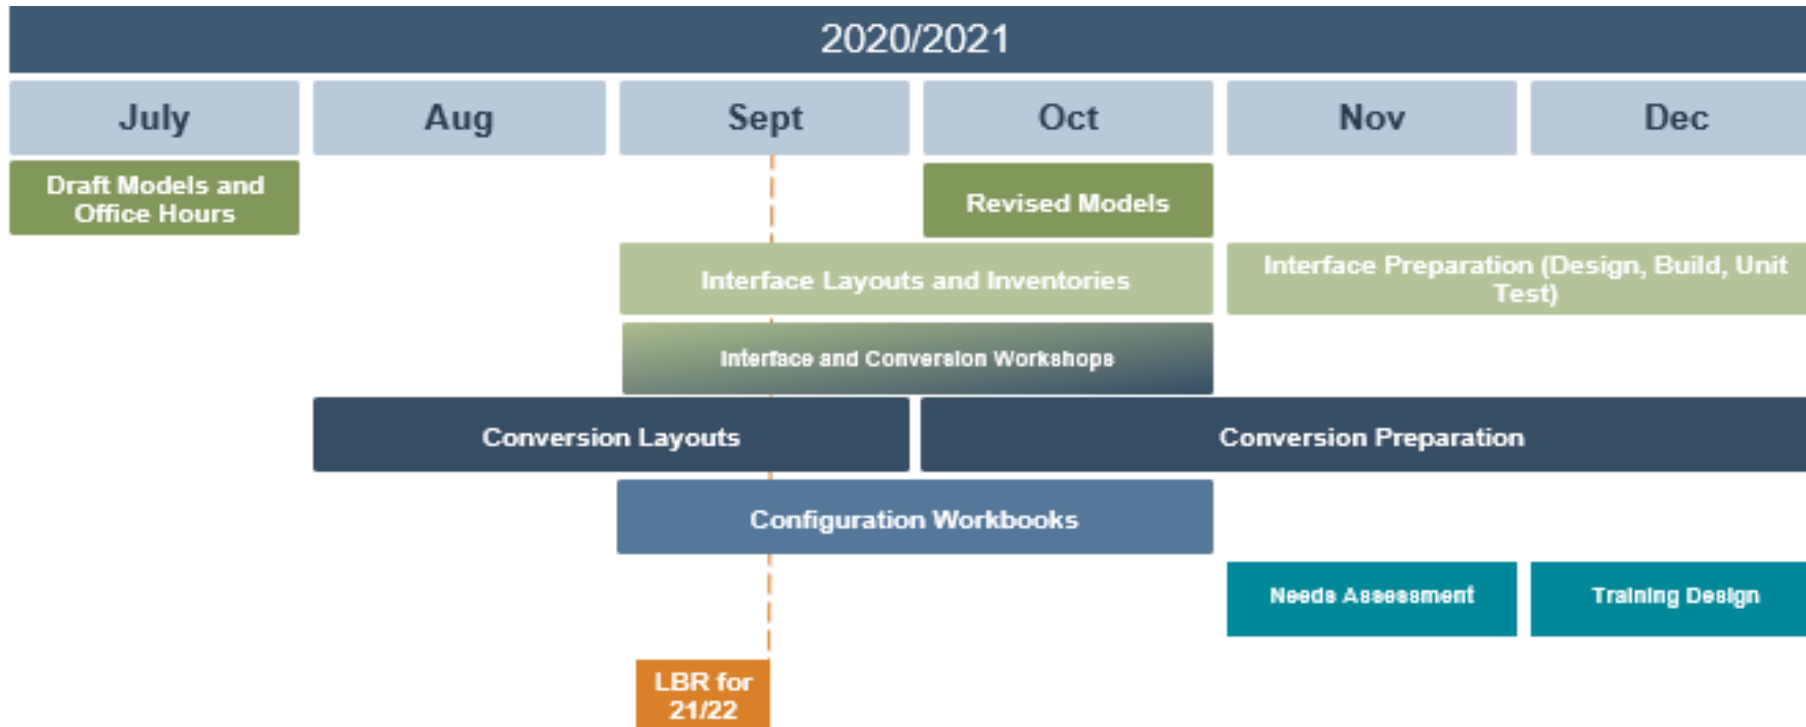 2020/2021
July Aug Sept Oct Nov Dec
Draft Models and
Office Hours
Revised Models
Interface Layouts and Inventories
Interface Preparation (Design, Build, Unit
Test)
Interface and Conversion Workshops
Conversion Layouts
Conversion Preparation
Configuration Workbooks
Needs Assessment
Training Design
LBR for
21/22